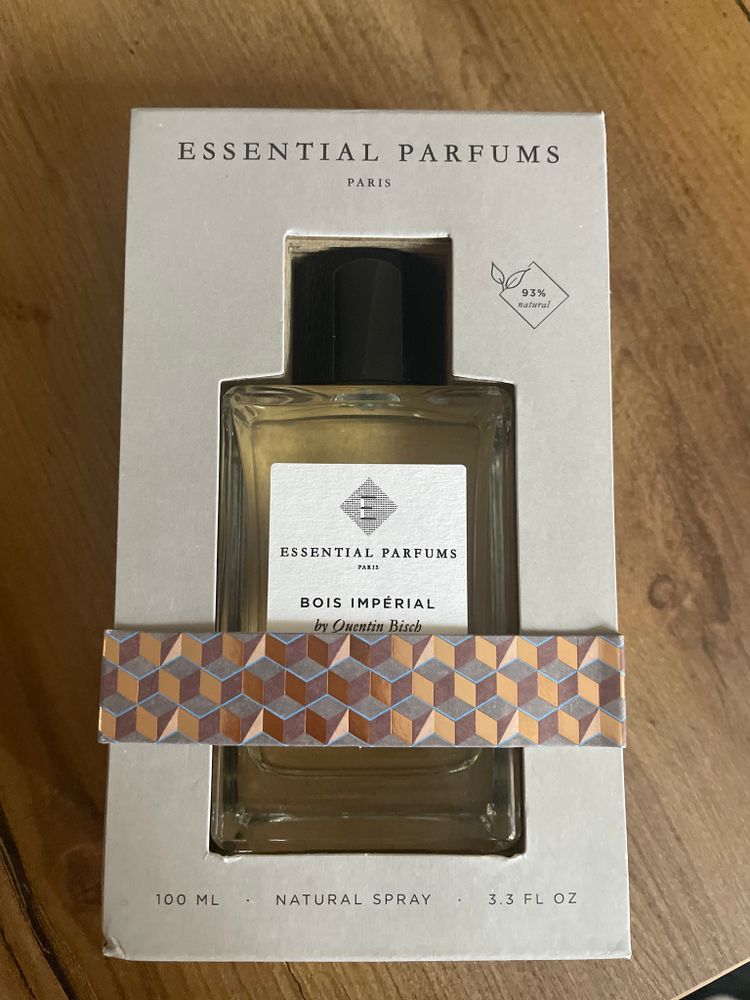 ESSENTIAL PARFUMS
PARIS
93%
natural
E
ESSENTIAL PARFUMS
PARIS
BOIS IMPÉRIAL
by Quentin Bisch
100 ML · NATURAL SPRAY · 3.3 FL OZ